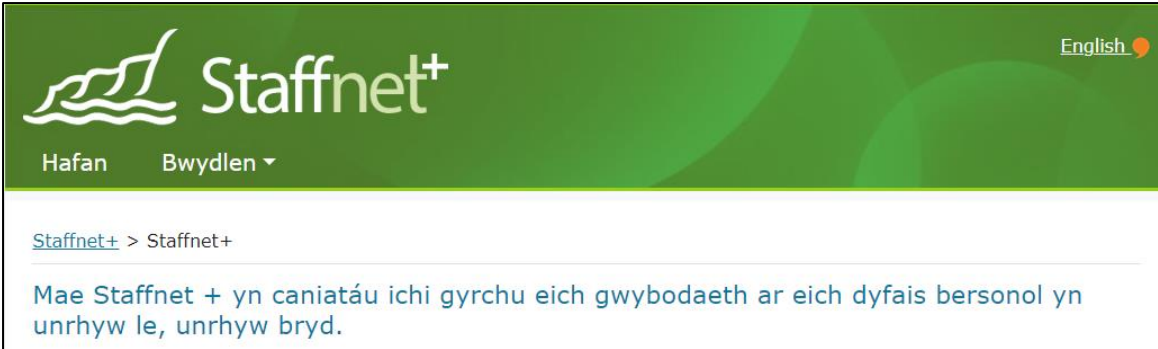 English
Staffnet+
Hafan Bwydlen
Staffnet+ > Staffnet+
Mae Staffnet + yn caniatáu ichi gyrchu eich gwybodaeth ar eich dyfais bersonol yn
unrhyw le, unrhyw bryd.